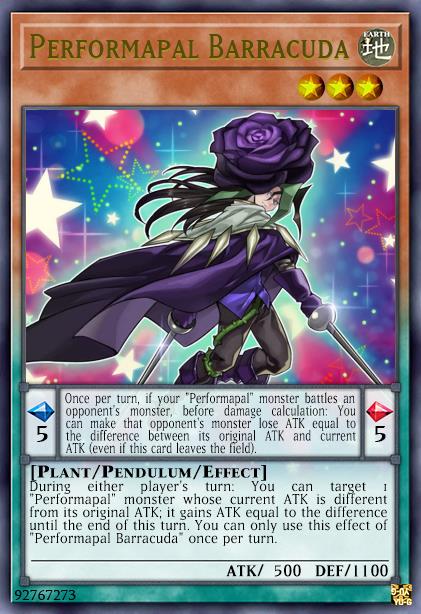 Performapal Barracuda
EARTH
地
Once per turn, if your "Performapal" monster battles an
opponent's monster, before damage calculation: You
can make that opponent's monster lose ATK equal to
the difference between its original ATK and current
ATK (even if this card leaves the field).
5
5
[Plant/Pendulum/Effect]
During either player's turn: You can target 1
"Performapal" monster whose current ATK is different
from its original ATK; it gains ATK equal to the difference
until the end of this turn. You can only use this effect of
"Performapal Barracuda" once per turn.
ATK/ 500 DEF/1100
92767273